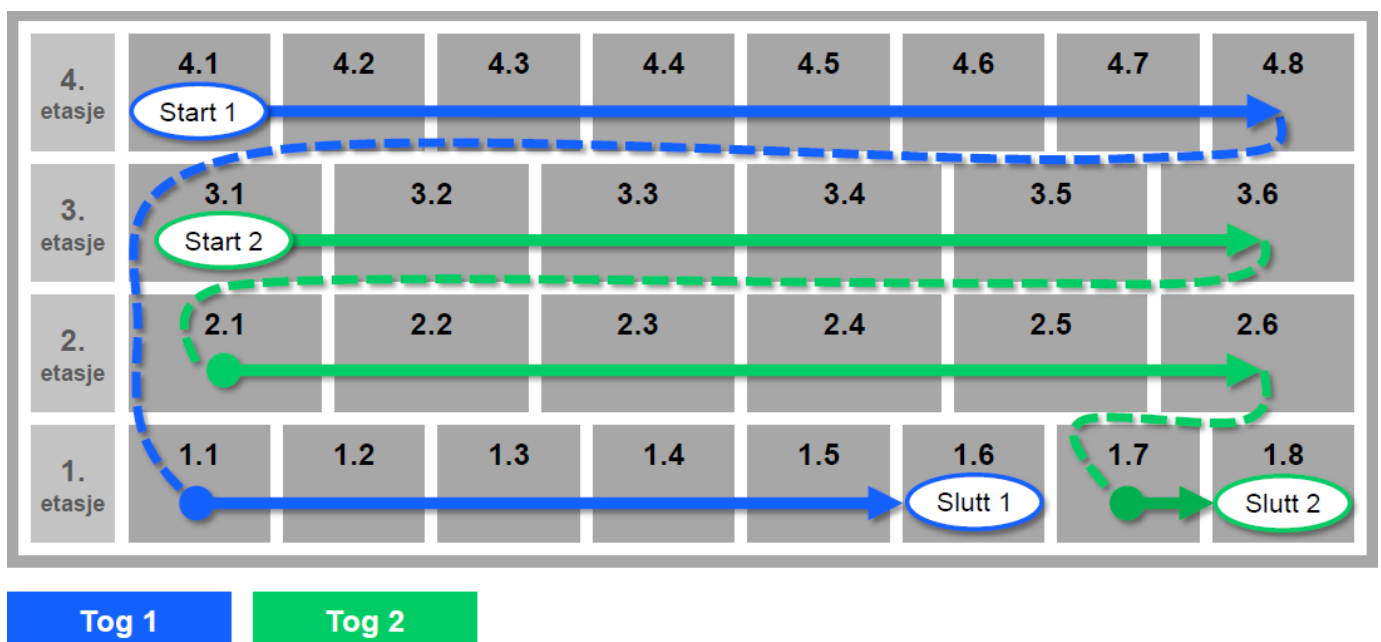 4. etasje
4.1 4.2 4.3 4.4 4.5 4.6 4.7 4.8
Start 1
3. etasje
3.1 3.2 3.3 3.4 3.5 3.6
Start 2
2. etasje
2.1 2.2 2.3 2.4 2.5 2.6
1. etasje
1.1 1.2 1.3 1.4 1.5 1.6 1.7 1.8
Slutt 1 Slutt 2
Tog 1 Tog 2